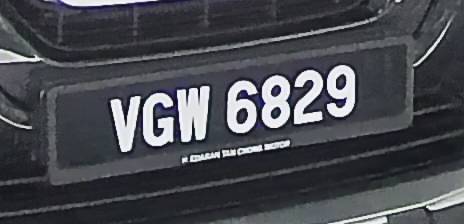 VGW 6829
EDARAN TAN CHONG MOTOR